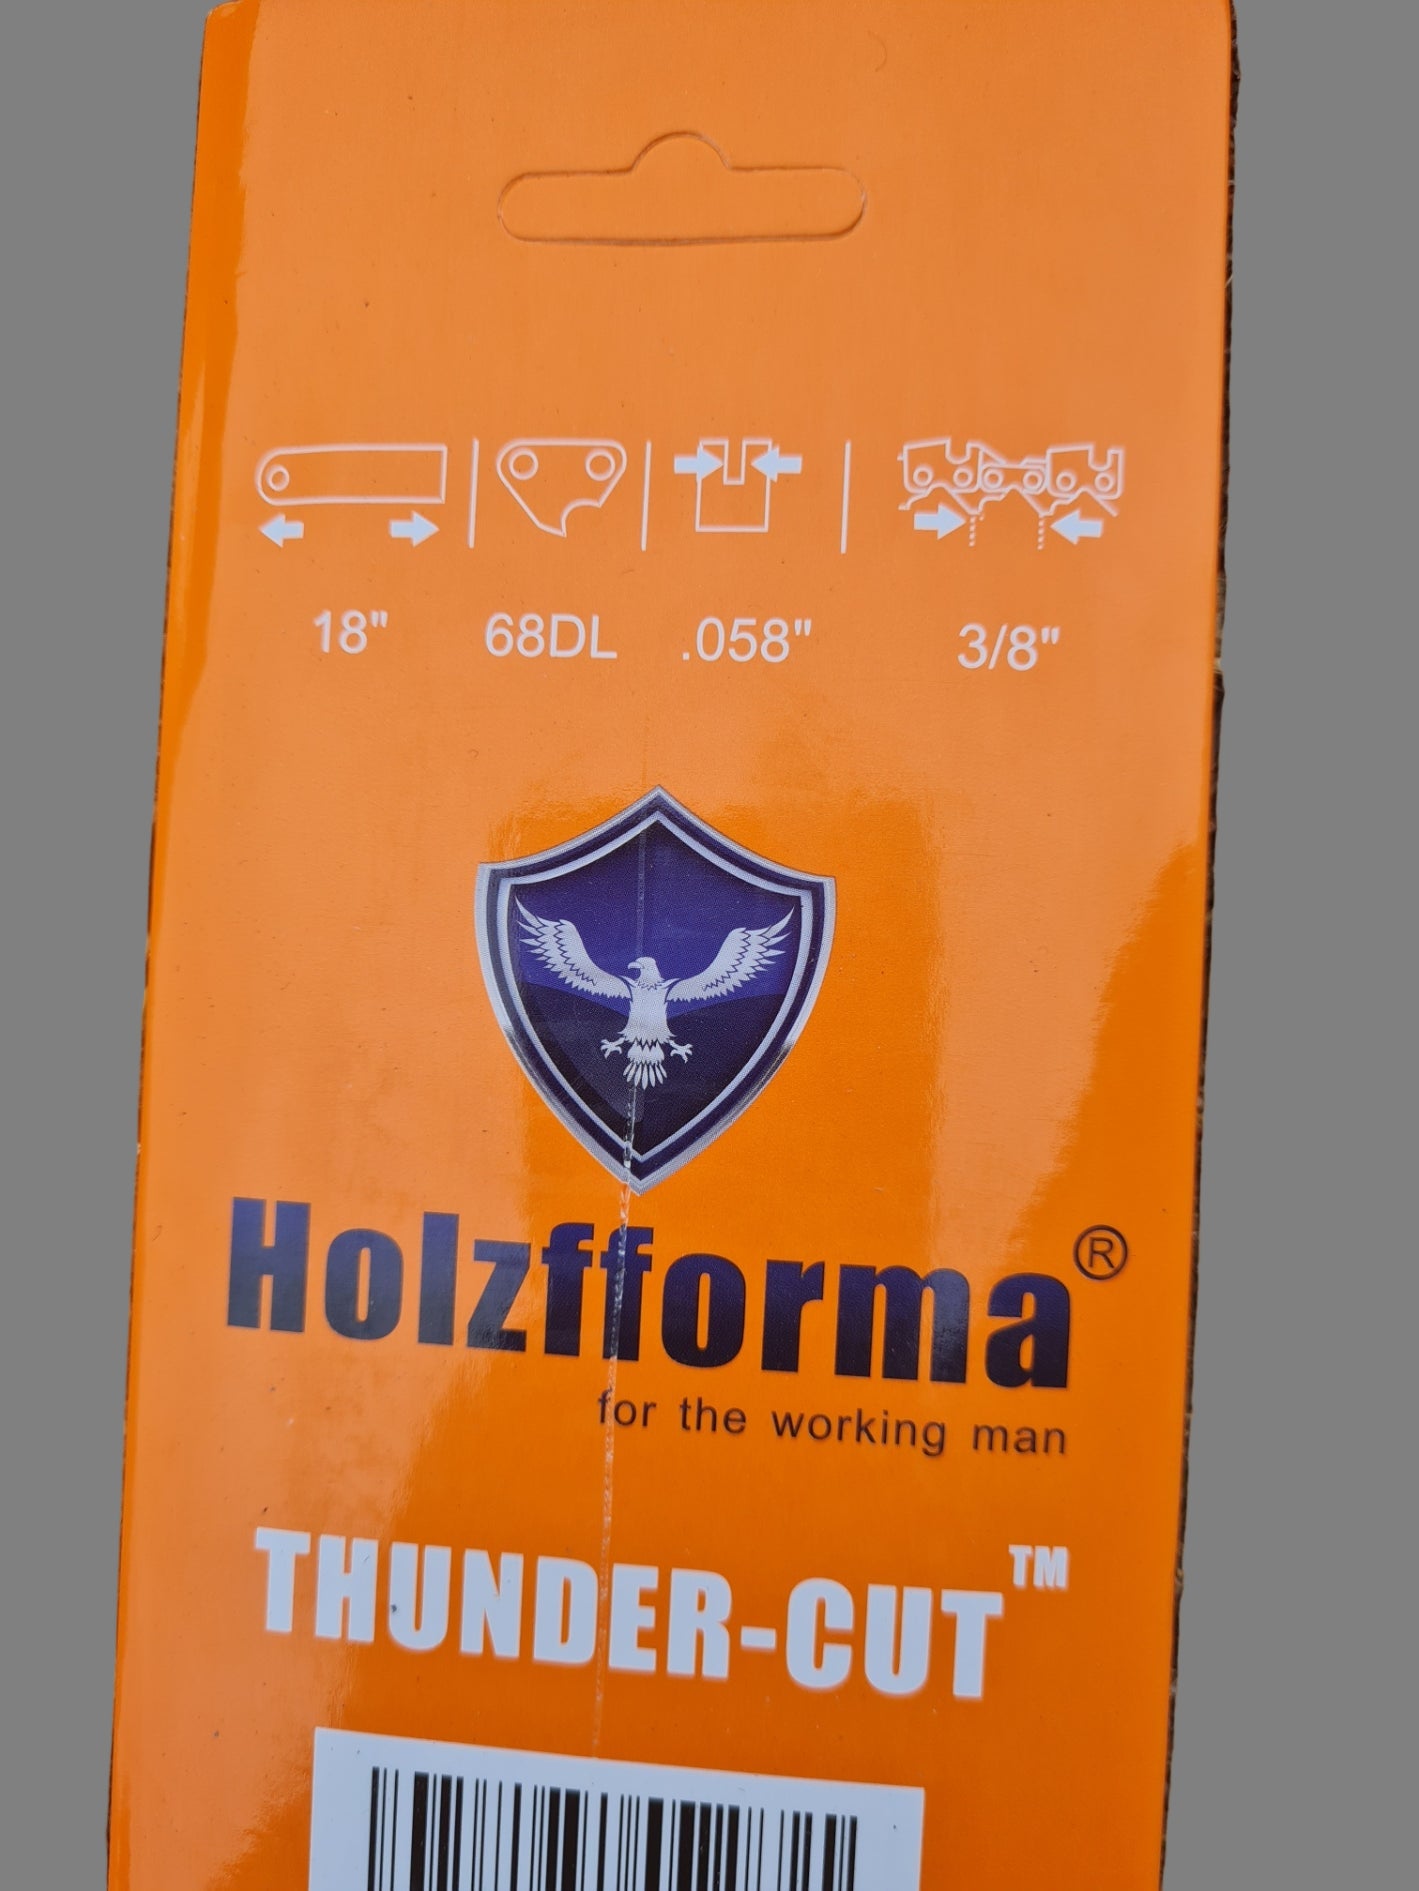 18" 68DL .058" 3/8"
Holzfforma®
for the working man
THUNDER-CUT™